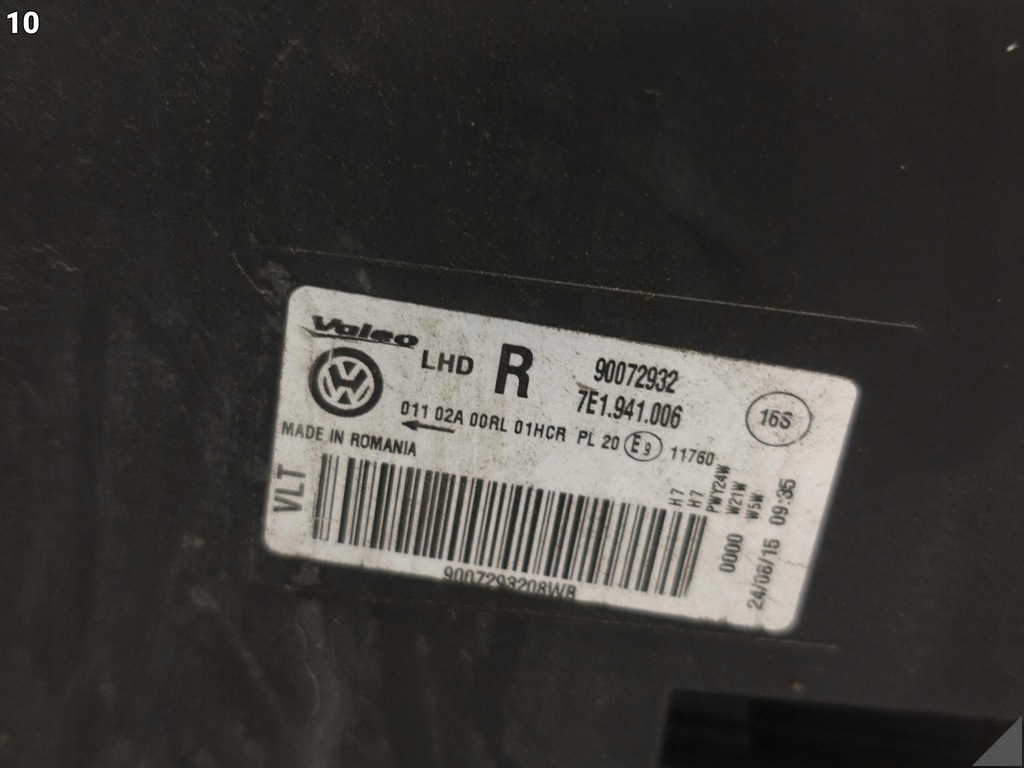 10
Valeo
LHD R 90072932
7E1.941.006
16S
011 02A 00RL 01HCR PL 20 E9 11760
MADE IN ROMANIA
VLT
H7
H7
PWY24W
W21W
W5W
0000
24/06/15 09:35
9007293208WR